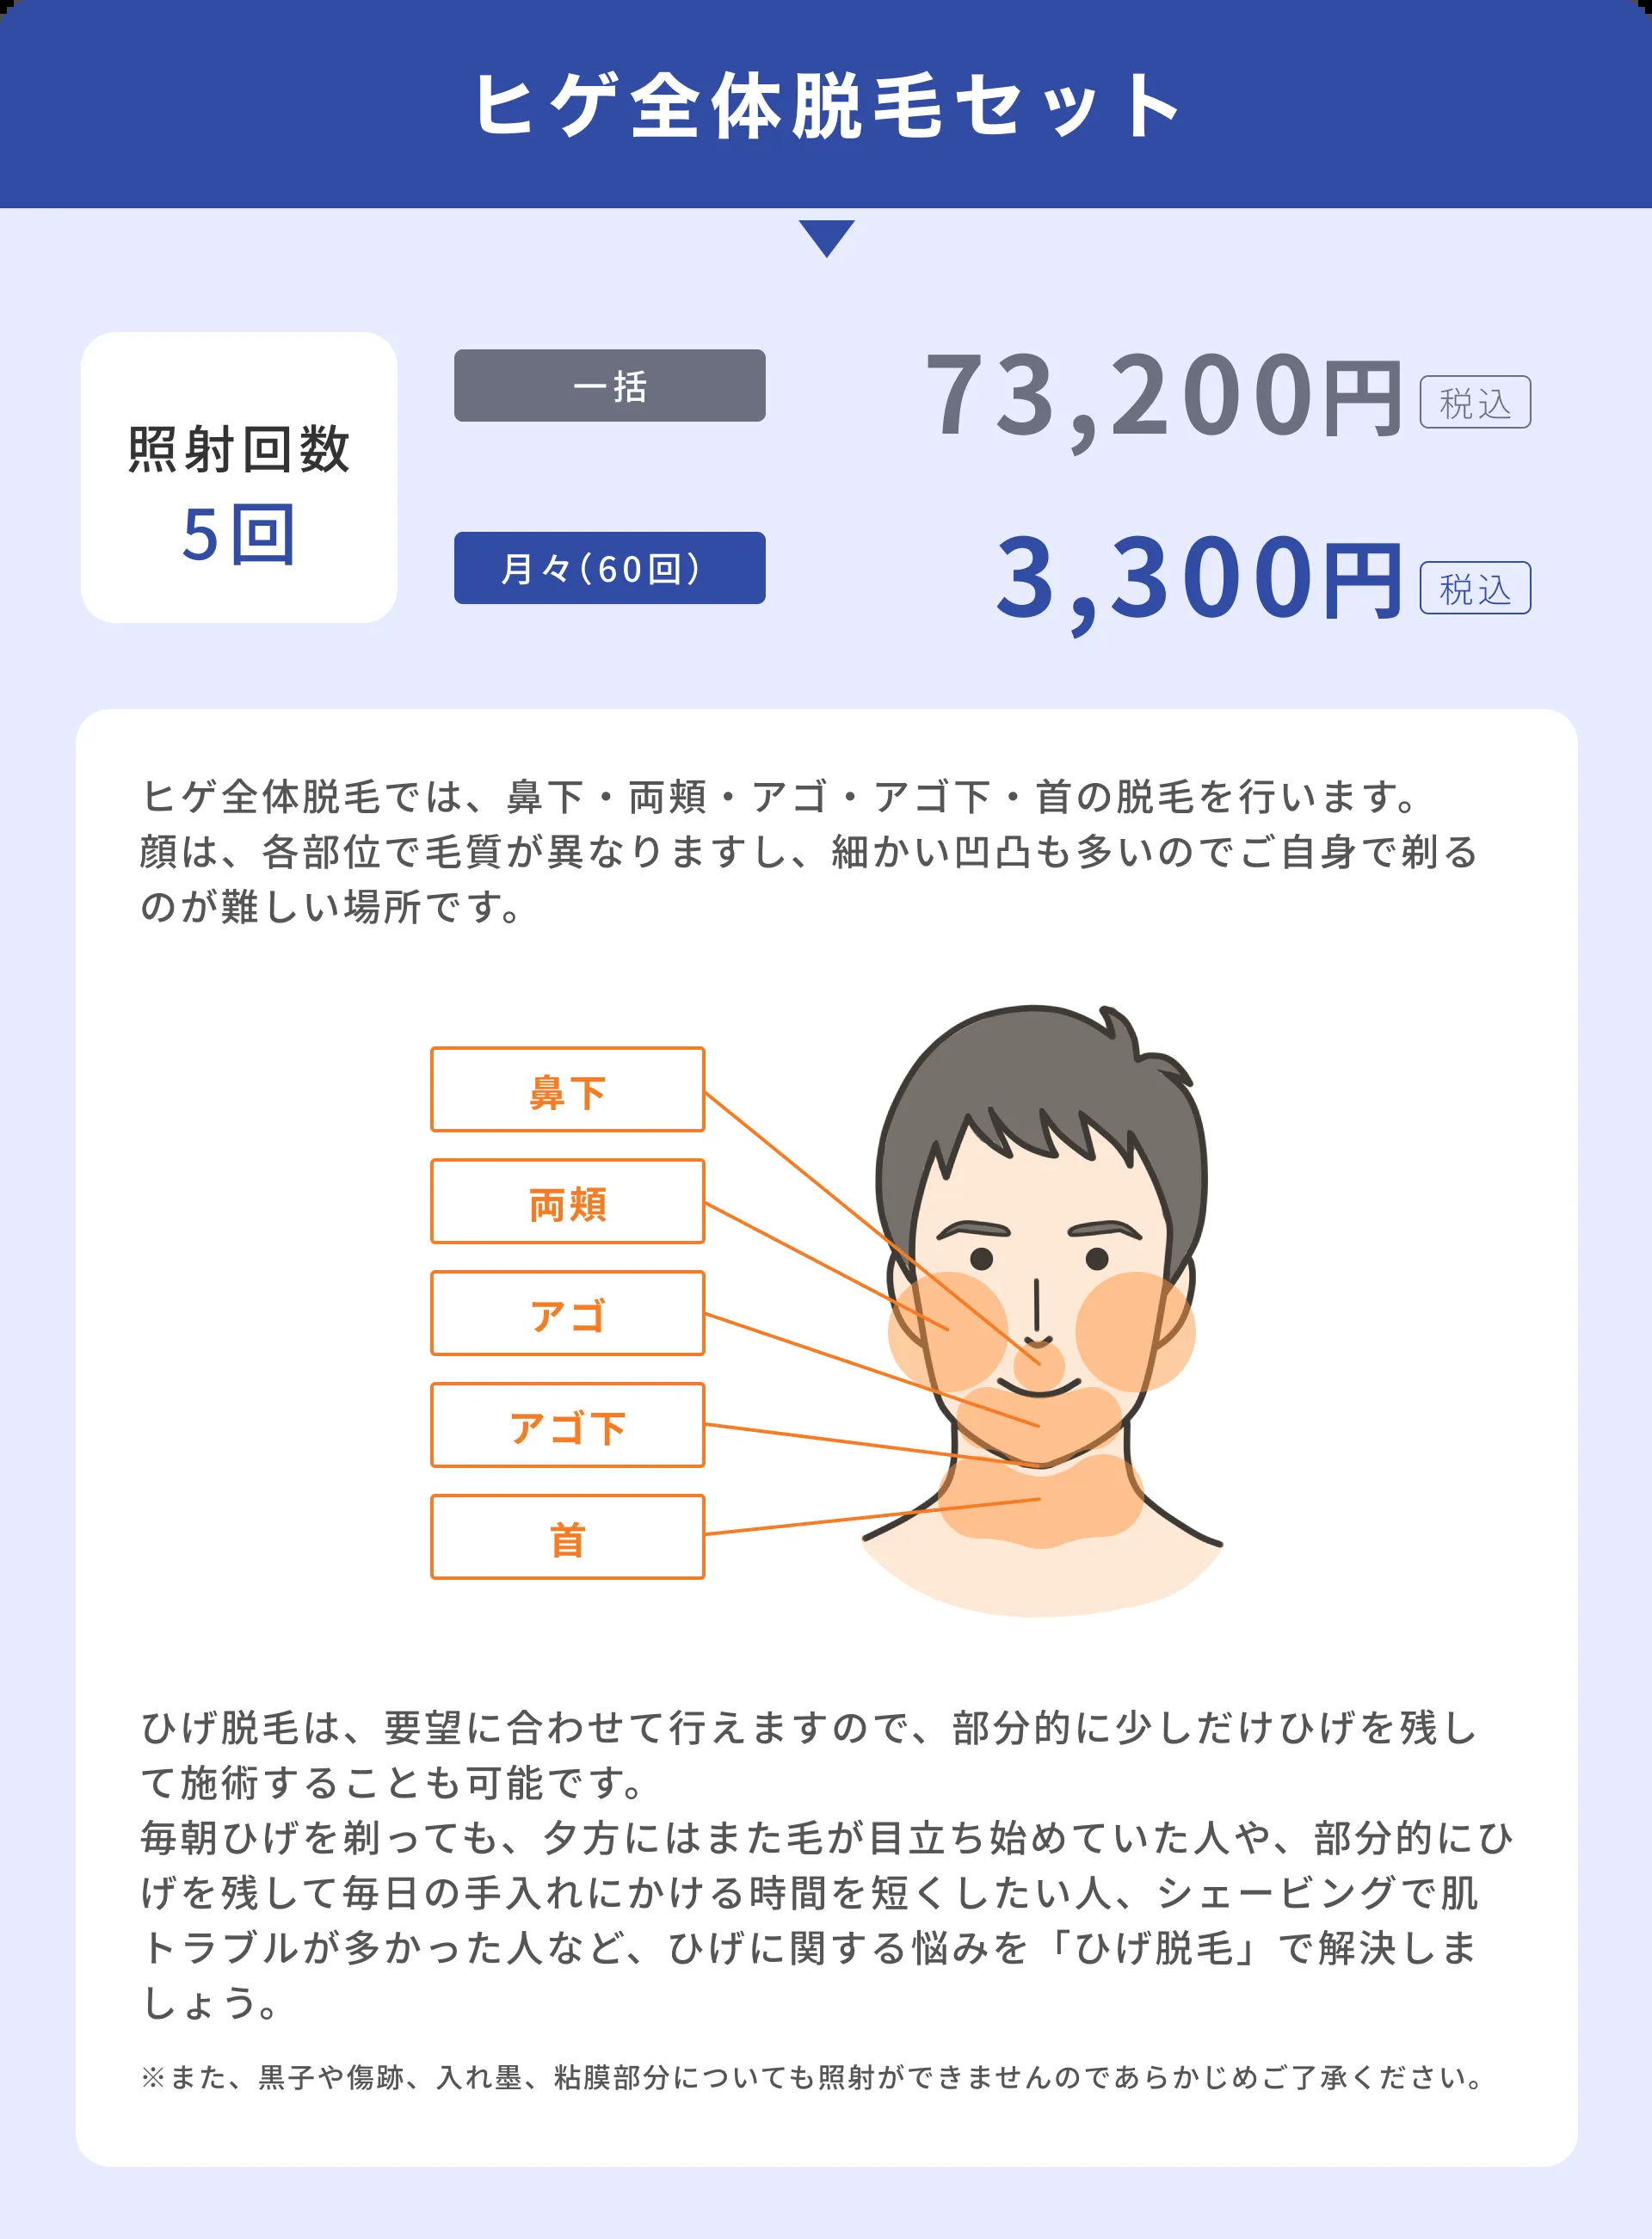 ヒゲ全体脱毛セット
照射回数
5回
一括
73,200円 税込
月々(60回)
3,300円 税込
ヒゲ全体脱毛では、鼻下・両頬・アゴ・アゴ下・首の脱毛を行います。
顔は、各部位で毛質が異なりますし、細かい凹凸も多いのでご自身で剃る
のが難しい場所です。
鼻下
両頬
アゴ
アゴ下
首
ひげ脱毛は、要望に合わせて行えますので、部分的に少しだけひげを残し
て施術することも可能です。
毎朝ひげを剃っても、夕方にはまた毛が目立ち始めていた人や、部分的にひ
げを残して毎日の手入れにかける時間を短くしたい人、シェービングで肌
トラブルが多かった人など、ひげに関する悩みを「ひげ脱毛」で解決しま
しょう。
※また、黒子や傷跡、入れ墨、粘膜部分についても照射ができませんのであらかじめご了承ください。